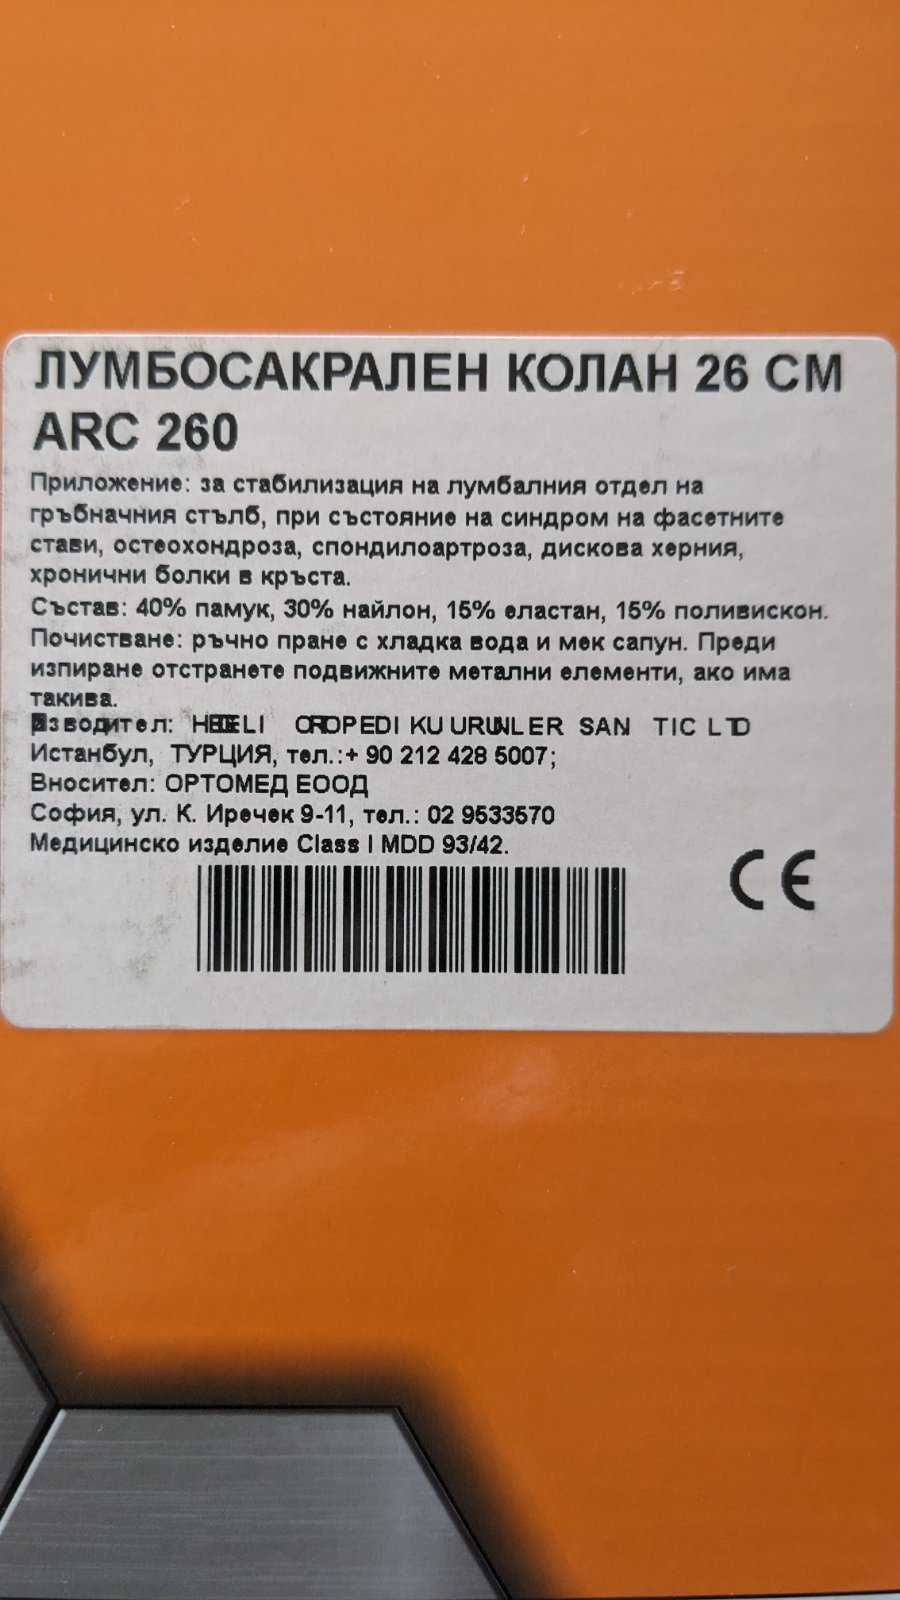 ЛУМБОСАКРАЛЕН КОЛАН 26 СМ
ARC 260
Приложение: за стабилизация на лумбалния отдел на
гръбначния стълб, при състояние на синдром на фасетните
стави, остеохондроза, спондилоартроза, дискова херния,
хронични болки в кръста.
Състав: 40% памук, 30% найлон, 15% еластан, 15% поливискон.
Почистване: ръчно пране с хладка вода и мек сапун. Преди
изпиране отстранете подвижните метални елементи, ако има
такива.
SAN TIC LTD
Истанбул, ТУРЦИЯ, тел.:+ 90 212 428 5007;
Вносител: ОРТОМЕД ЕООД
София, ул. К. Иречек 9-11, тел.: 02 9533570
Медицинско изделие Class I MDD 93/42.
CE